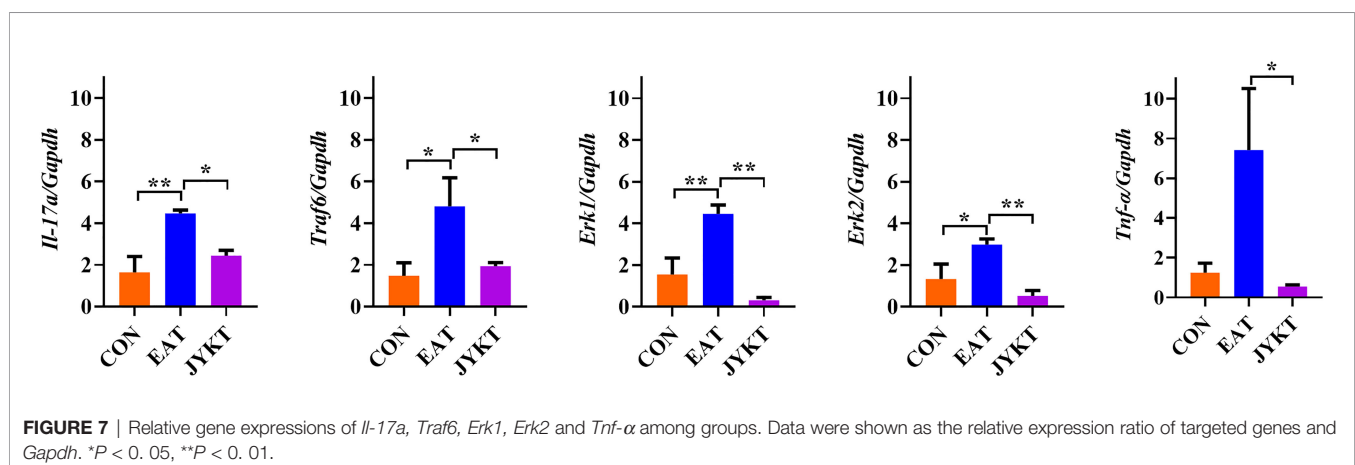 Il-17a/Gapdh
10
8
6
4
2
0
**
*
CON
EAT
JYKT
Traf6/Gapdh
10
8
6
4
2
0
*
*
CON
EAT
JYKT
Erk1/Gapdh
10
8
6
4
2
0
**
**
CON
EAT
JYKT
Erk2/Gapdh
10
8
6
4
2
0
*
**
CON
EAT
JYKT
Tnf-α/Gapdh
10
8
6
4
2
0
*
CON
EAT
JYKT
FIGURE 7 | Relative gene expressions of Il-17a, Traf6, Erk1, Erk2 and Tnf-α among groups. Data were shown as the relative expression ratio of targeted genes and
Gapdh. *P < 0. 05, **P < 0. 01.